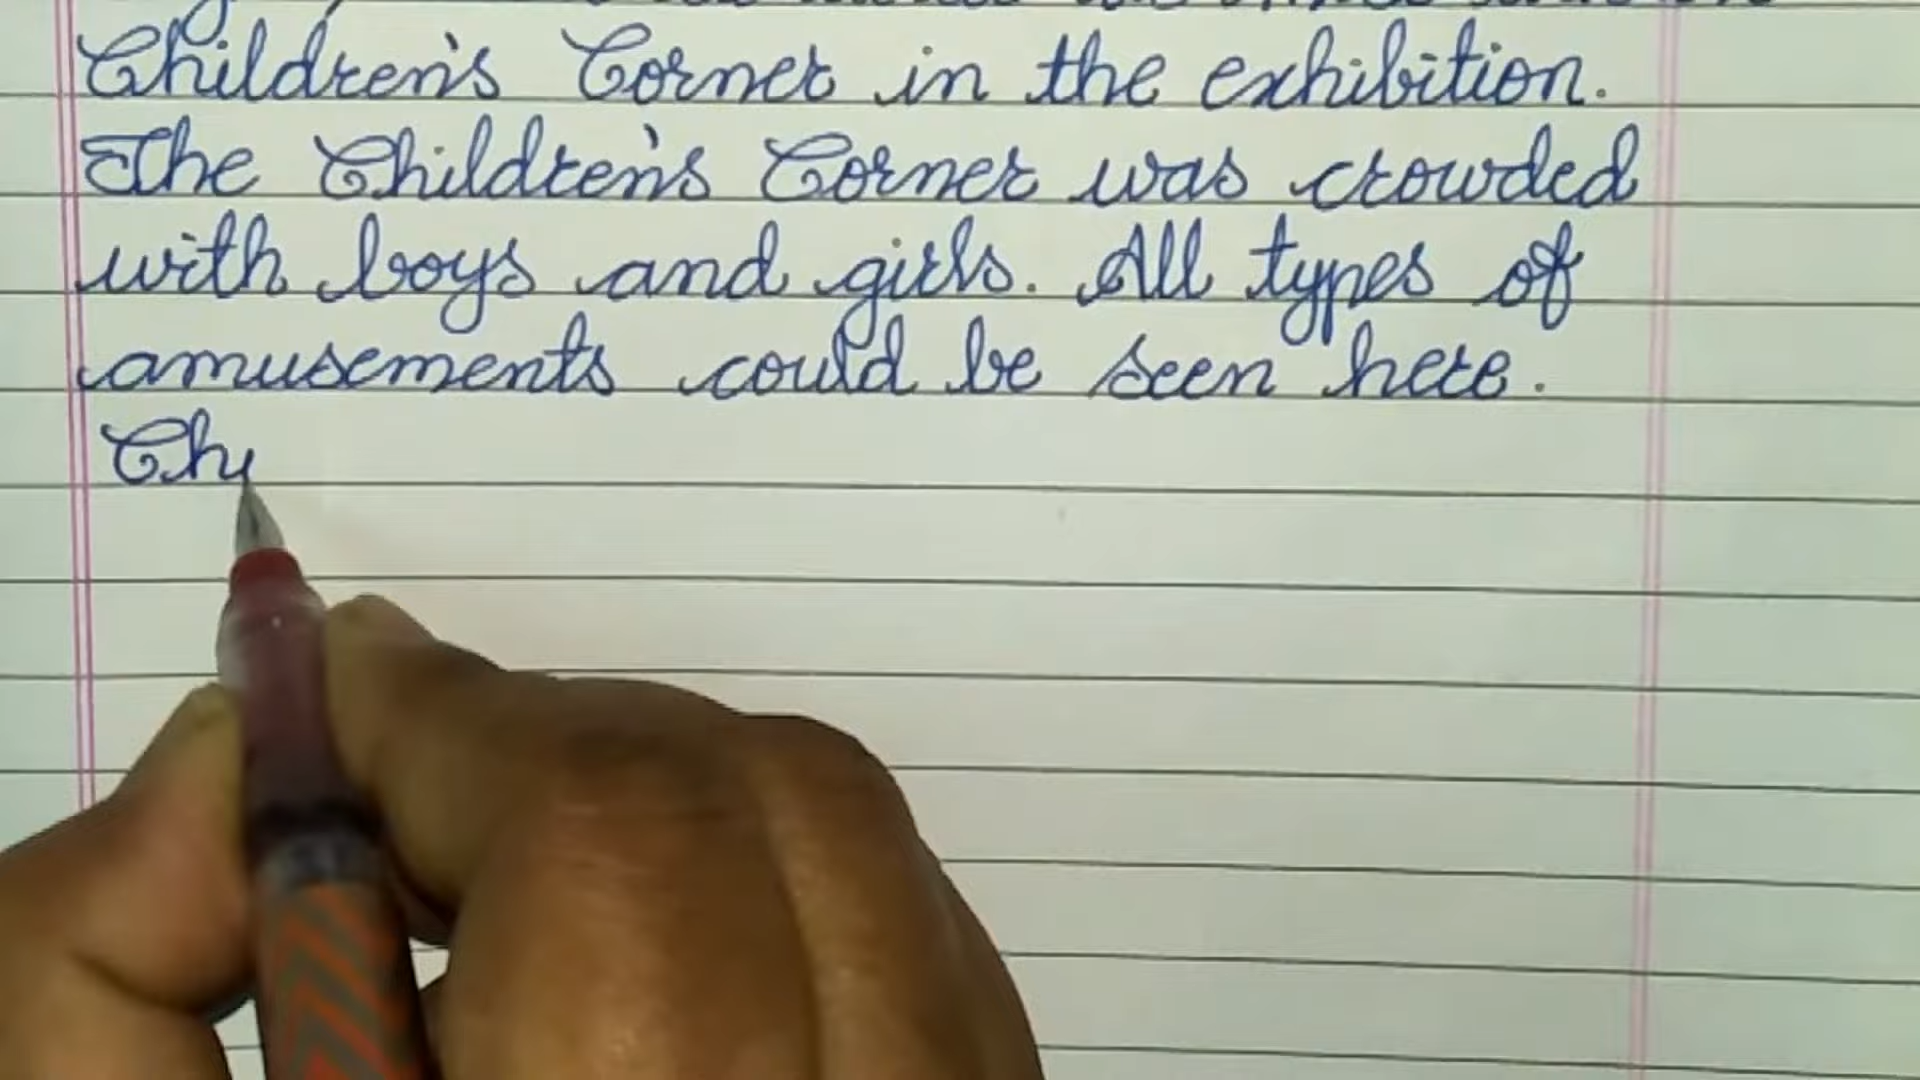 Children's Corner in the exhibition.
The Children's Corner was crowded
with boys and girls. All types of
amusements could be seen here.
Chi